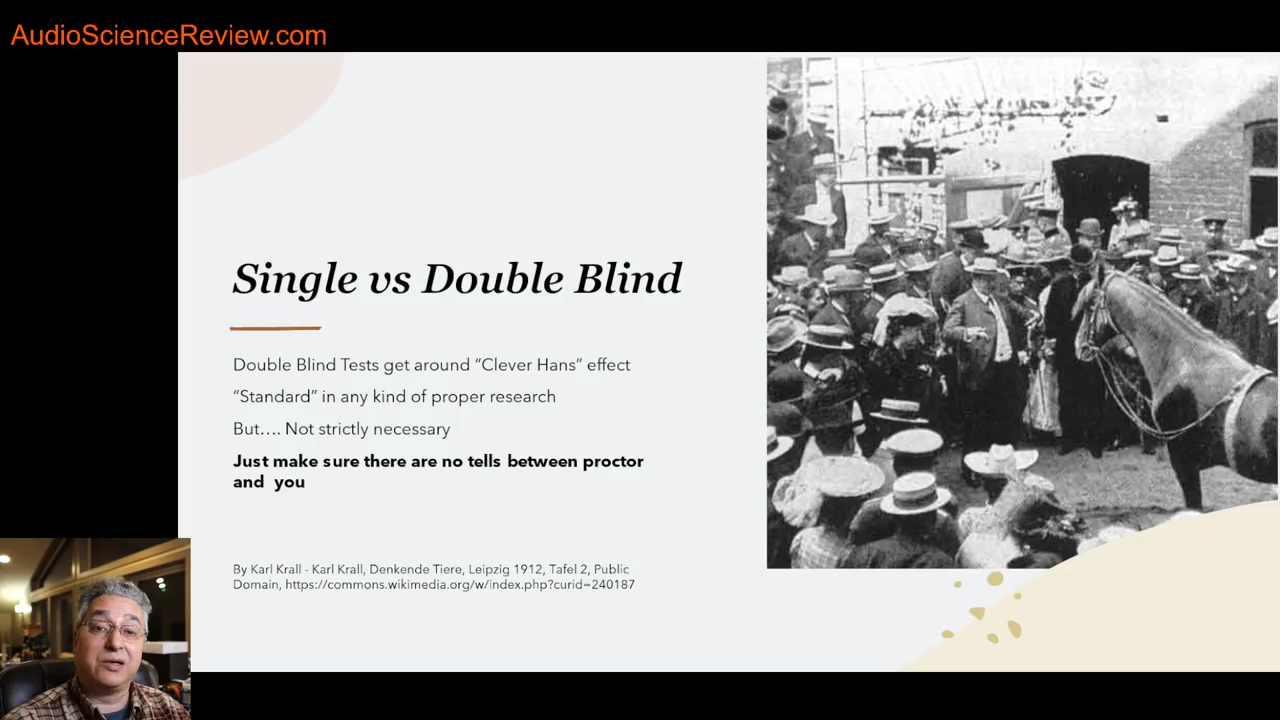 AudioScienceReview.com
Single vs Double Blind
Double Blind Tests get around “Clever Hans” effect
“Standard” in any kind of proper research
But…. Not strictly necessary
Just make sure there are no tells between proctor
and  you
By Karl Krall - Karl Krall, Denkende Tiere, Leipzig 1912, Tafel 2, Public
Domain, https://commons.wikimedia.org/w/index.php?curid=240187